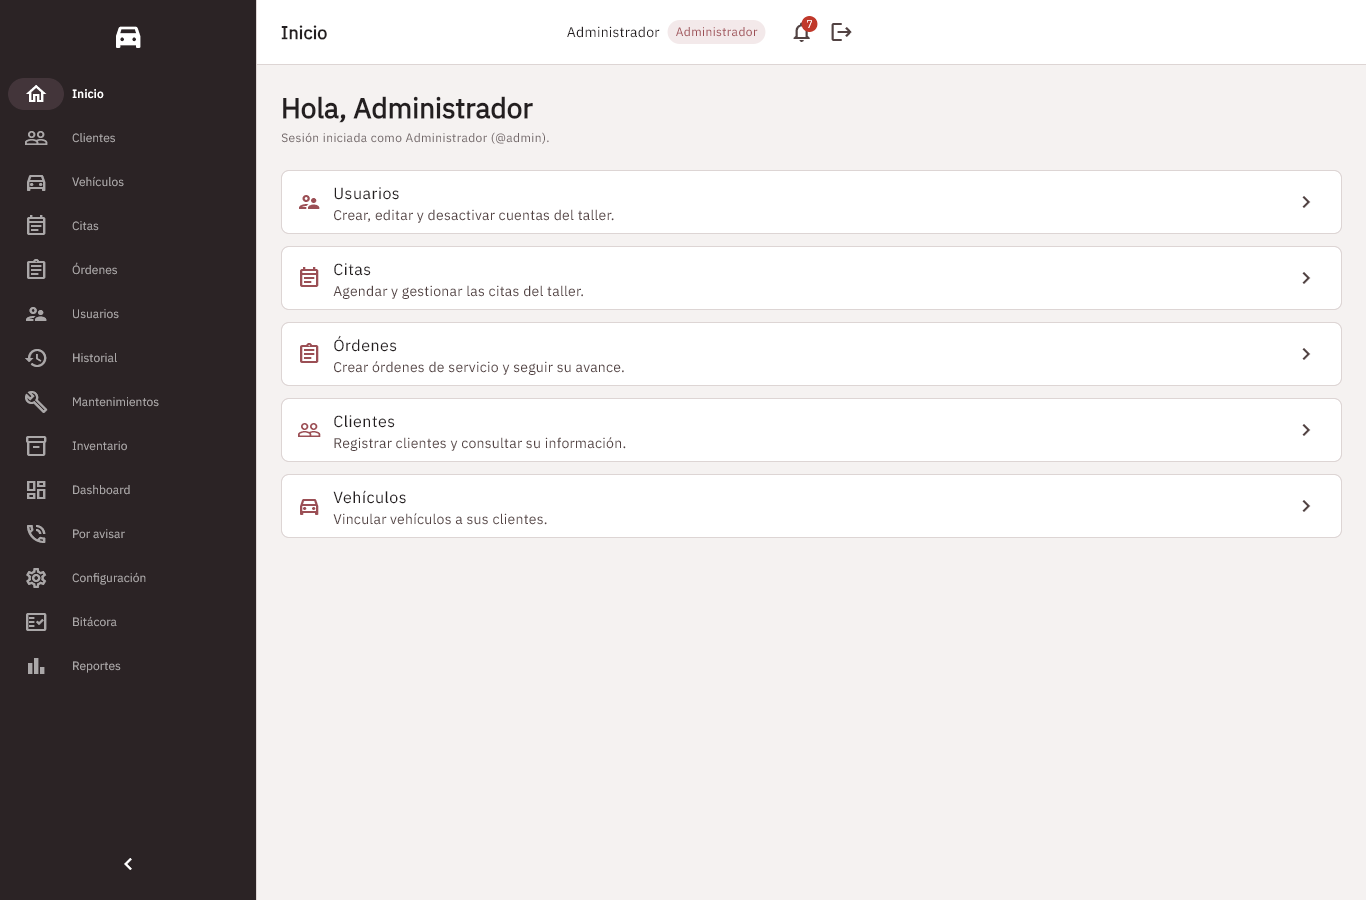 Inicio
Clientes
Vehículos
Citas
Órdenes
Usuarios
Historial
Mantenimientos
Inventario
Dashboard
Por avisar
Configuración
Bitácora
Reportes
Inicio
Administrador
Administrador
7
Hola, Administrador
Sesión iniciada como Administrador (@admin).
Usuarios
Crear, editar y desactivar cuentas del taller.
Citas
Agendar y gestionar las citas del taller.
Órdenes
Crear órdenes de servicio y seguir su avance.
Clientes
Registrar clientes y consultar su información.
Vehículos
Vincular vehículos a sus clientes.